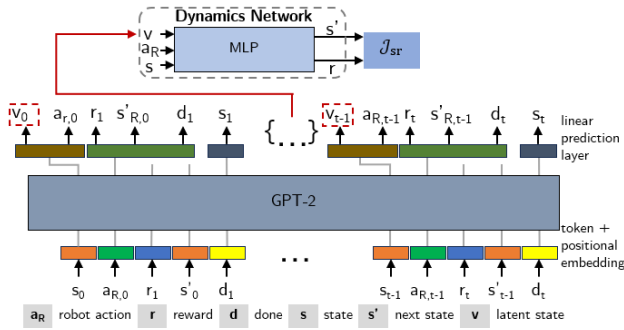 Dynamics Network
v
a_R
s
MLP
s'
r
𝒥_sr
v_0 a_r,0 r_1 s'_R,0 d_1 s_1 {...} v_t-1 a_R,t-1 r_t s'_R,t-1 d_t s_t
linear
prediction
layer
GPT-2
token +
positional
embedding
...
s_0 a_R,0 r_1 s'_0 d_1 s_t-1 a_R,t-1 r_t s'_t-1 d_t
a_R robot action r reward d done s state s' next state v latent state